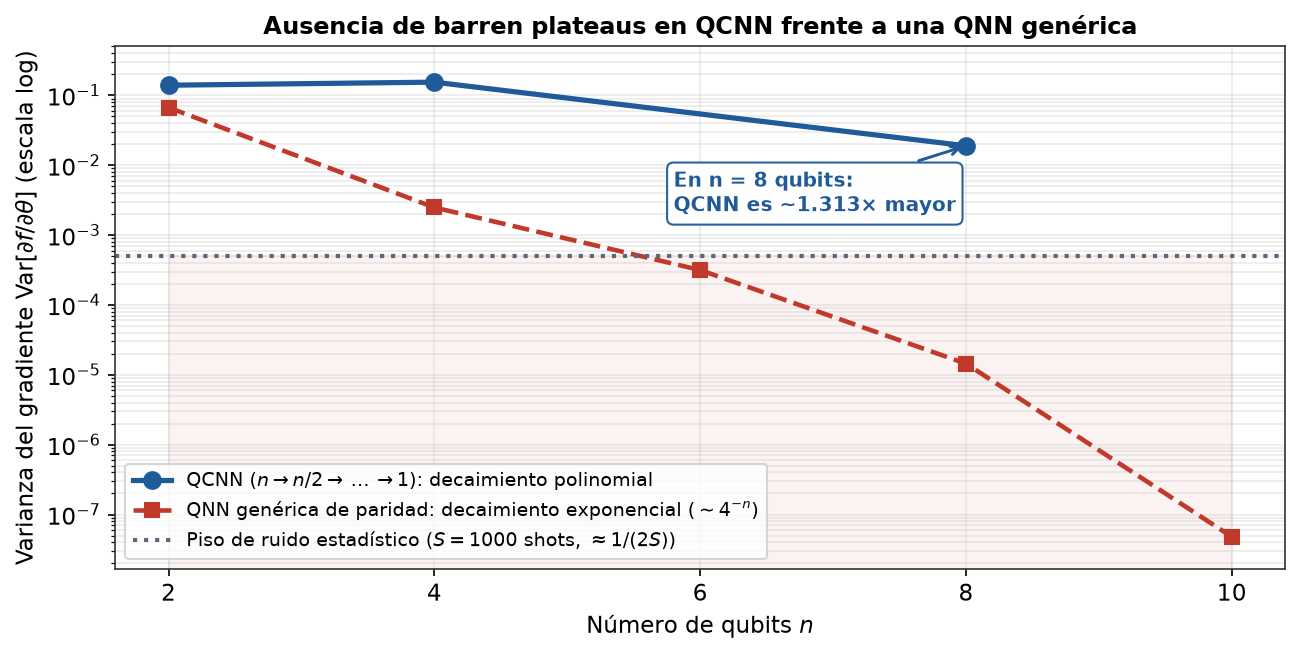 Ausencia de barren plateaus en QCNN frente a una QNN genérica
Varianza del gradiente Var[∂f/∂θ] (escala log)
10⁻¹
10⁻²
10⁻³
10⁻⁴
10⁻⁵
10⁻⁶
10⁻⁷
En n = 8 qubits:
QCNN es ~1.313× mayor
QCNN (n → n/2 → … → 1): decaimiento polinomial
QNN genérica de paridad: decaimiento exponencial (∼ 4⁻ⁿ)
Piso de ruido estadístico (S = 1000 shots, ≈ 1/(2S))
2 4 6 8 10
Número de qubits n